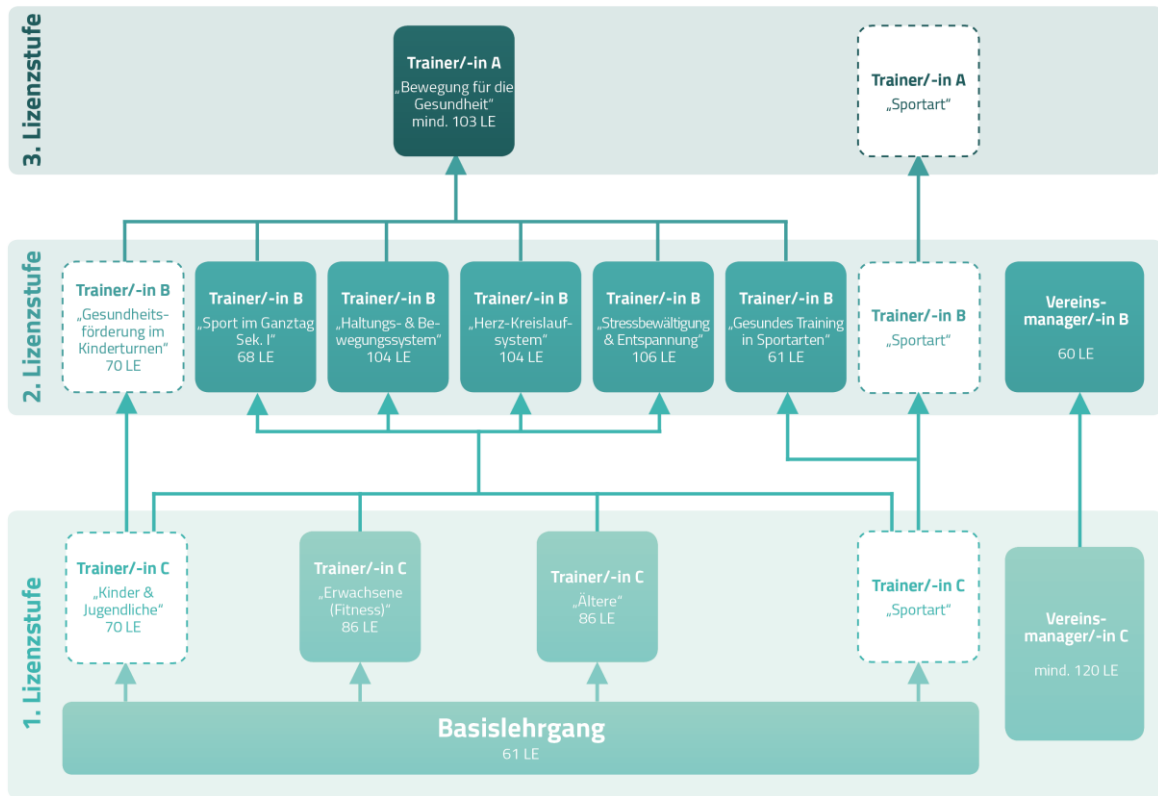 3. Lizenzstufe
Trainer/-in A
„Bewegung für die
Gesundheit“
mind. 103 LE
Trainer/-in A
„Sportart“
2. Lizenzstufe
Trainer/-in B
„Gesundheits-
förderung im
Kinderturnen“
70 LE
Trainer/-in B
„Sport im Ganztag
Sek. I“
68 LE
Trainer/-in B
„Haltungs- & Be-
wegungssystem“
104 LE
Trainer/-in B
„Herz-Kreislauf-
system“
104 LE
Trainer/-in B
„Stressbewältigung
& Entspannung“
106 LE
Trainer/-in B
„Gesundes Training
in Sportarten“
61 LE
Trainer/-in B
„Sportart“
Vereins-
manager/-in B
60 LE
1. Lizenzstufe
Trainer/-in C
„Kinder &
Jugendliche“
70 LE
Trainer/-in C
„Erwachsene
(Fitness)“
86 LE
Trainer/-in C
„Ältere“
86 LE
Trainer/-in C
„Sportart“
Vereins-
manager/-in C
mind. 120 LE
Basislehrgang
61 LE